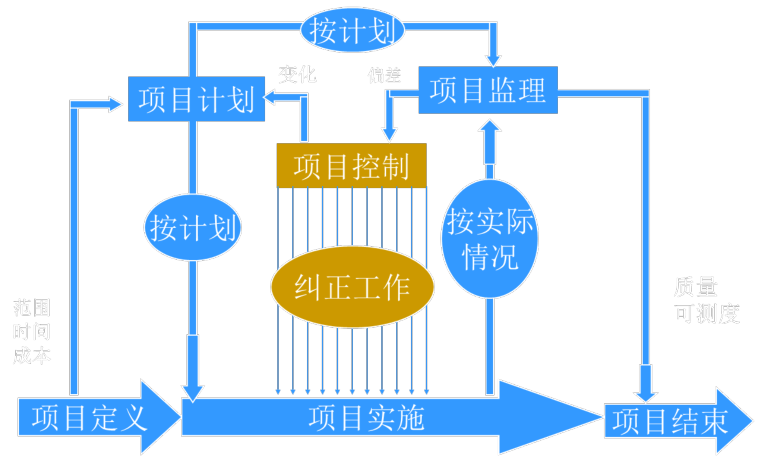 按计划
变化
偏差
项目计划
项目监理
项目控制
按计划
按实际
情况
纠正工作
范围
时间
成本
质量
可测度
项目定义
项目实施
项目结束